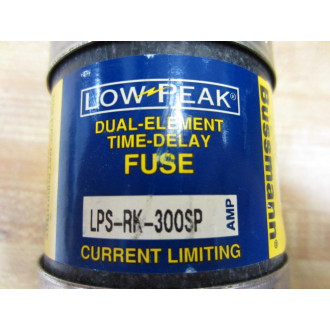 LOW-PEAK®
DUAL-ELEMENT
TIME-DELAY
FUSE
LPS-RK-300SP
AMP
CURRENT LIMITING
Bussmann